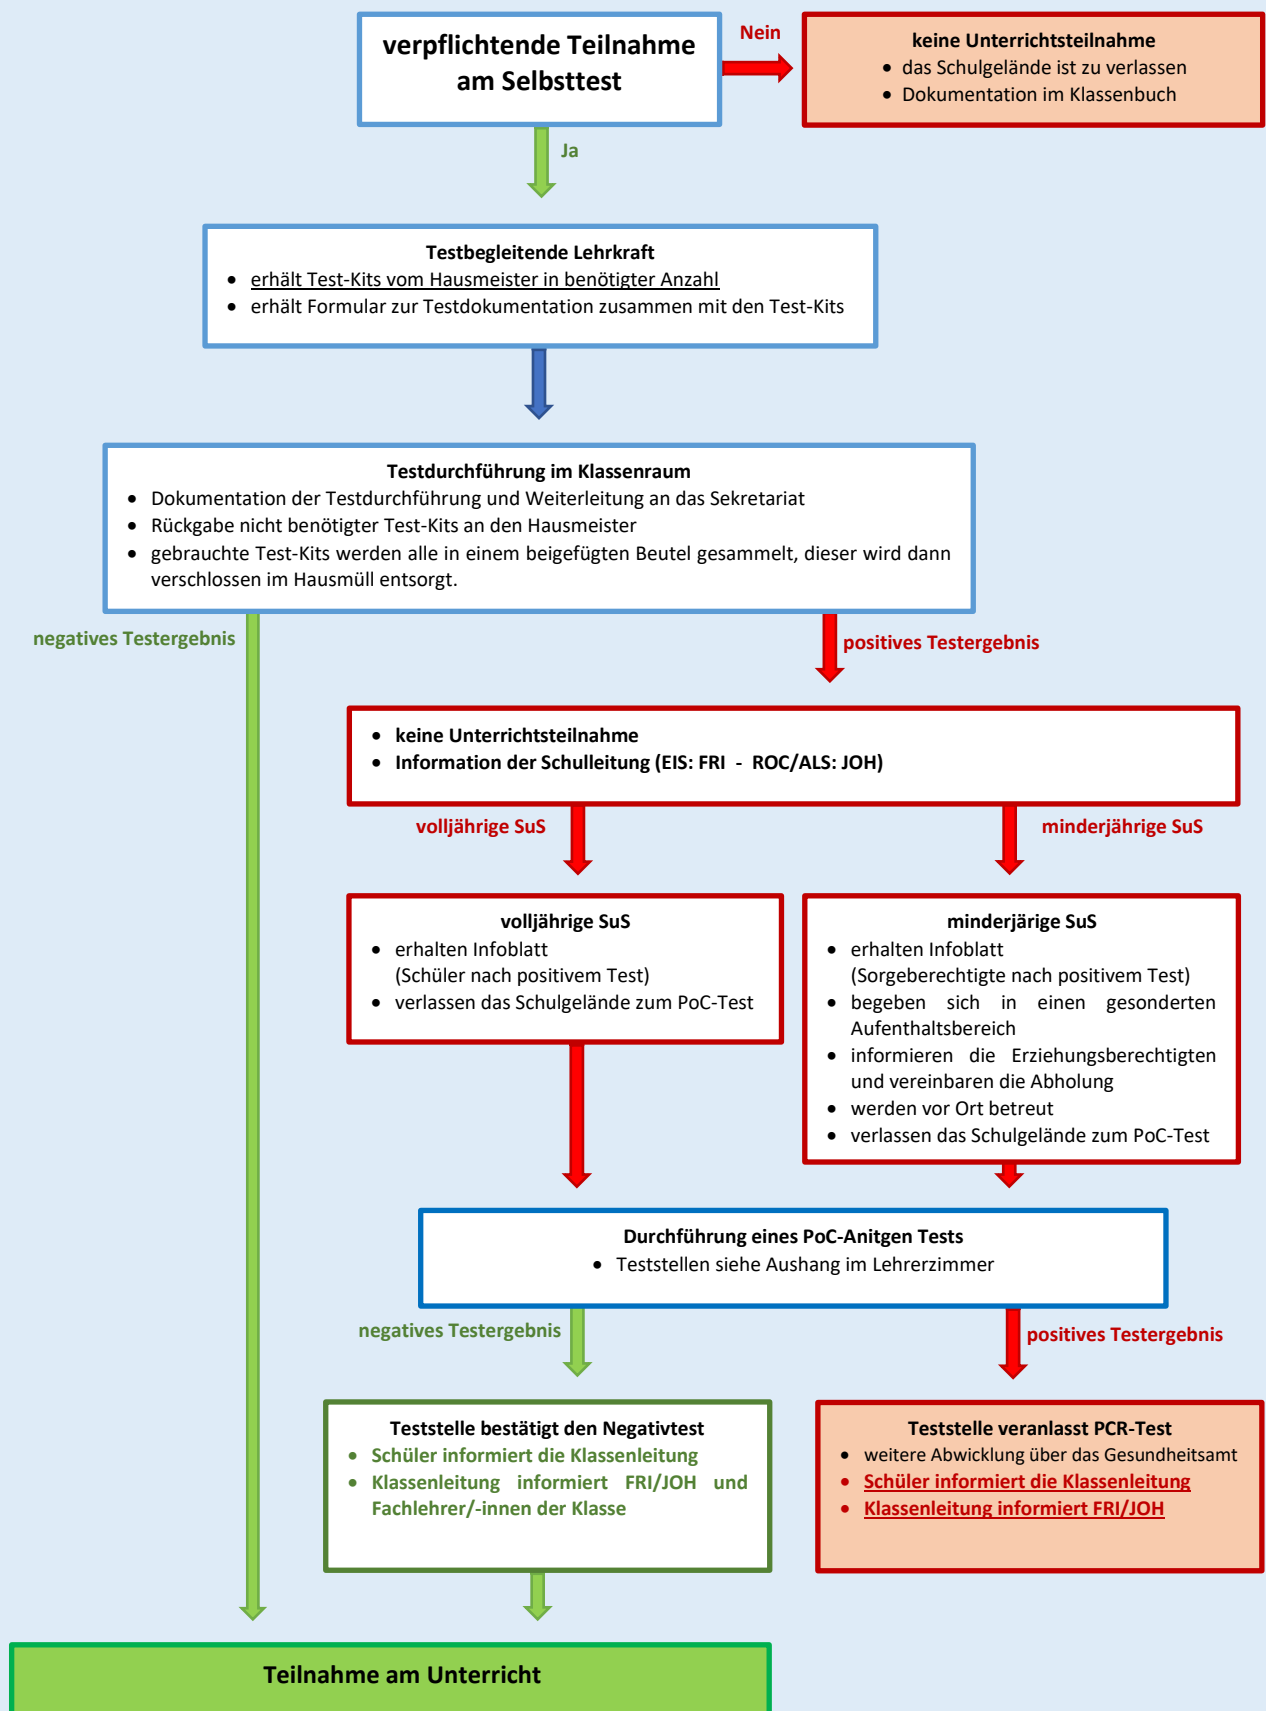 verpflichtende Teilnahme
am Selbsttest
Nein
keine Unterrichtsteilnahme
• das Schulgelände ist zu verlassen
• Dokumentation im Klassenbuch
Ja
Testbegleitende Lehrkraft
• erhält Test-Kits vom Hausmeister in benötigter Anzahl
• erhält Formular zur Testdokumentation zusammen mit den Test-Kits
Testdurchführung im Klassenraum
• Dokumentation der Testdurchführung und Weiterleitung an das Sekretariat
• Rückgabe nicht benötigter Test-Kits an den Hausmeister
• gebrauchte Test-Kits werden alle in einem beigefügten Beutel gesammelt, dieser wird dann
verschlossen im Hausmüll entsorgt.
negatives Testergebnis
positives Testergebnis
• keine Unterrichtsteilnahme
• Information der Schulleitung (EIS: FRI - ROC/ALS: JOH)
volljährige SuS
minderjährige SuS
volljährige SuS
• erhalten Infoblatt
(Schüler nach positivem Test)
• verlassen das Schulgelände zum PoC-Test
minderjärige SuS
• erhalten Infoblatt
(Sorgeberechtigte nach positivem Test)
• begeben sich in einen gesonderten
Aufenthaltsbereich
• informieren die Erziehungsberechtigten
und vereinbaren die Abholung
• werden vor Ort betreut
• verlassen das Schulgelände zum PoC-Test
Durchführung eines PoC-Anitgen Tests
• Teststellen siehe Aushang im Lehrerzimmer
negatives Testergebnis
positives Testergebnis
Teststelle bestätigt den Negativtest
• Schüler informiert die Klassenleitung
• Klassenleitung informiert FRI/JOH und
Fachlehrer/-innen der Klasse
Teststelle veranlasst PCR-Test
• weitere Abwicklung über das Gesundheitsamt
• Schüler informiert die Klassenleitung
• Klassenleitung informiert FRI/JOH
Teilnahme am Unterricht